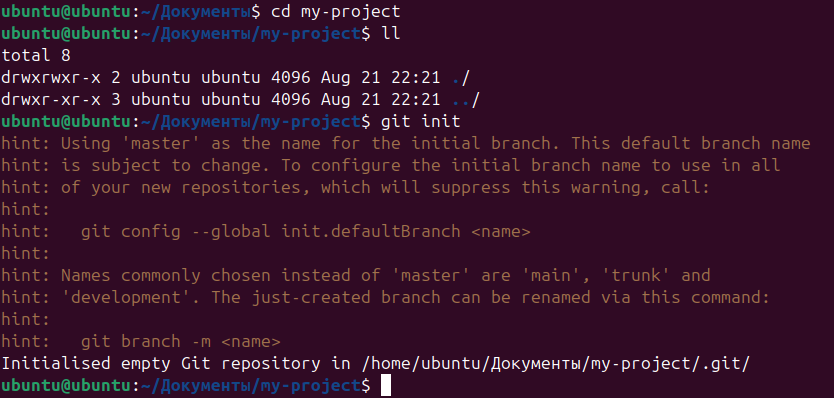 ubuntu@ubuntu:~/Документы$ cd my-project
ubuntu@ubuntu:~/Документы/my-project$ ll
total 8
drwxrwxr-x 2 ubuntu ubuntu 4096 Aug 21 22:21 ./
drwxr-xr-x 3 ubuntu ubuntu 4096 Aug 21 22:21 ../
ubuntu@ubuntu:~/Документы/my-project$ git init
hint: Using 'master' as the name for the initial branch. This default branch name
hint: is subject to change. To configure the initial branch name to use in all
hint: of your new repositories, which will suppress this warning, call:
hint:
hint:   git config --global init.defaultBranch <name>
hint:
hint: Names commonly chosen instead of 'master' are 'main', 'trunk' and
hint: 'development'. The just-created branch can be renamed via this command:
hint:
hint:   git branch -m <name>
Initialised empty Git repository in /home/ubuntu/Документы/my-project/.git/
ubuntu@ubuntu:~/Документы/my-project$